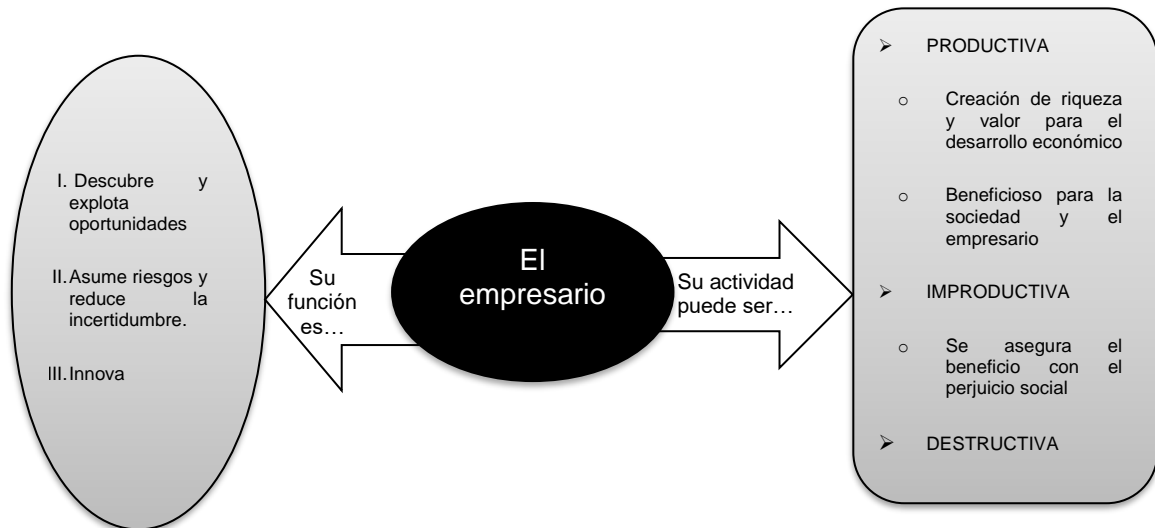 I. Descubre y
explota
oportunidades
II. Asume riesgos y
reduce la
incertidumbre.
III. Innova
Su
función
es…
El
empresario
Su actividad
puede ser…
➢ PRODUCTIVA
o Creación de riqueza
y valor para el
desarrollo económico
o Beneficioso para la
sociedad y el
empresario
➢ IMPRODUCTIVA
o Se asegura el
beneficio con el
perjuicio social
➢ DESTRUCTIVA